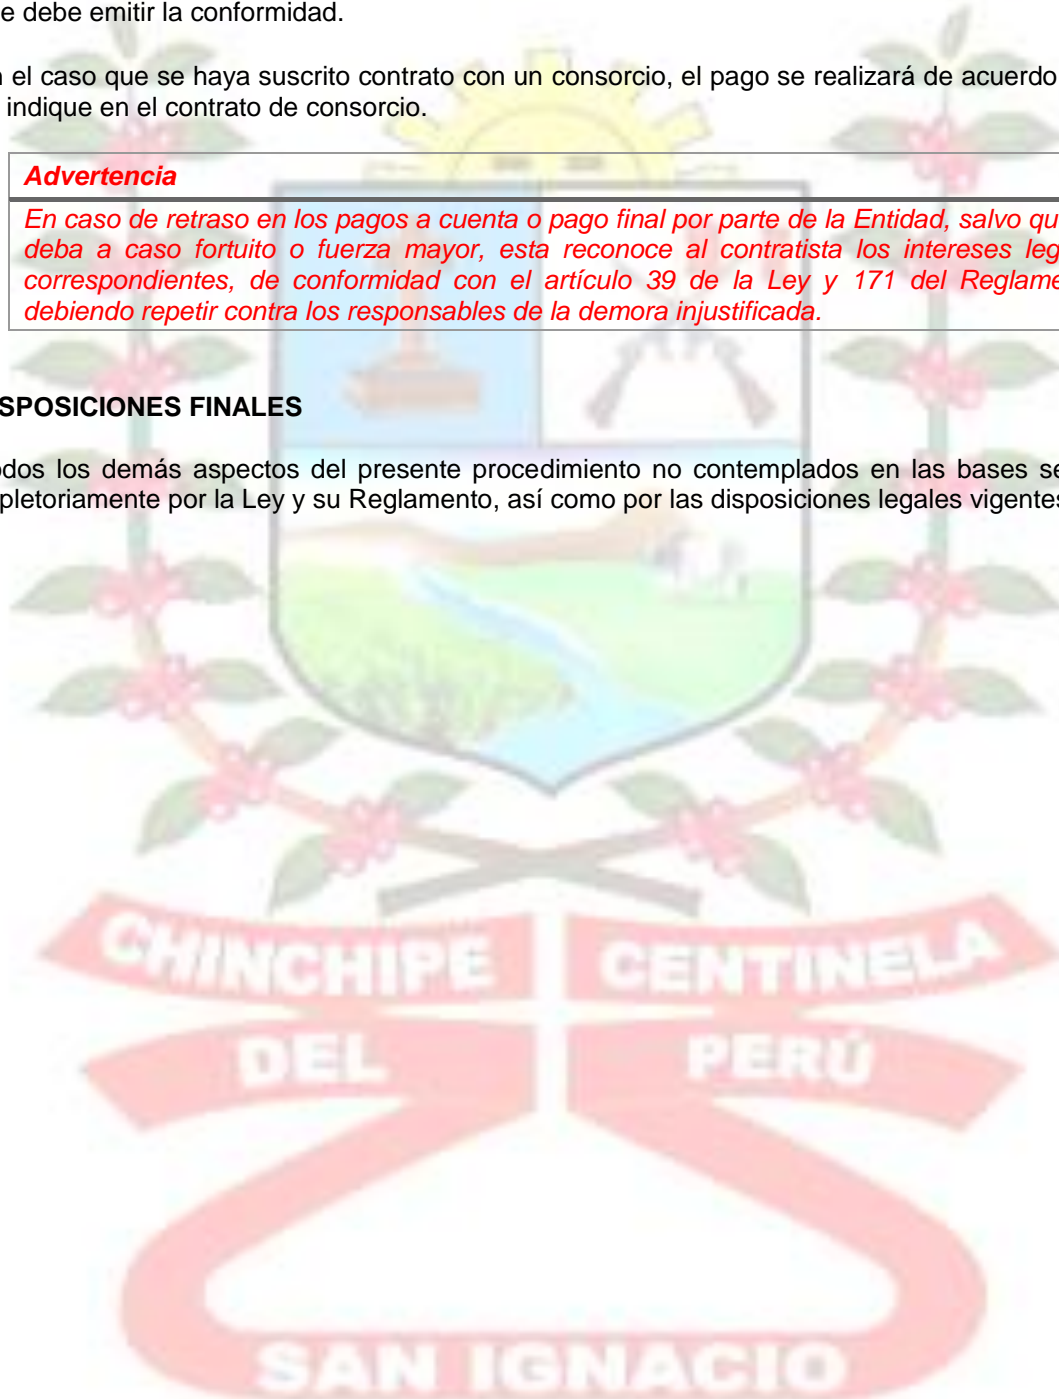 e debe emitir la conformidad.
n el caso que se haya suscrito contrato con un consorcio, el pago se realizará de acuerdo
indique en el contrato de consorcio.
Advertencia
En caso de retraso en los pagos a cuenta o pago final por parte de la Entidad, salvo qu
deba a caso fortuito o fuerza mayor, esta reconoce al contratista los intereses leg
correspondientes, de conformidad con el artículo 39 de la Ley y 171 del Reglame
debiendo repetir contra los responsables de la demora injustificada.
SPOSICIONES FINALES
odos los demás aspectos del presente procedimiento no contemplados en las bases se
pletoriamente por la Ley y su Reglamento, así como por las disposiciones legales vigentes
CHINCHIPE CENTINELA
DEL PERÚ
SAN IGNACIO